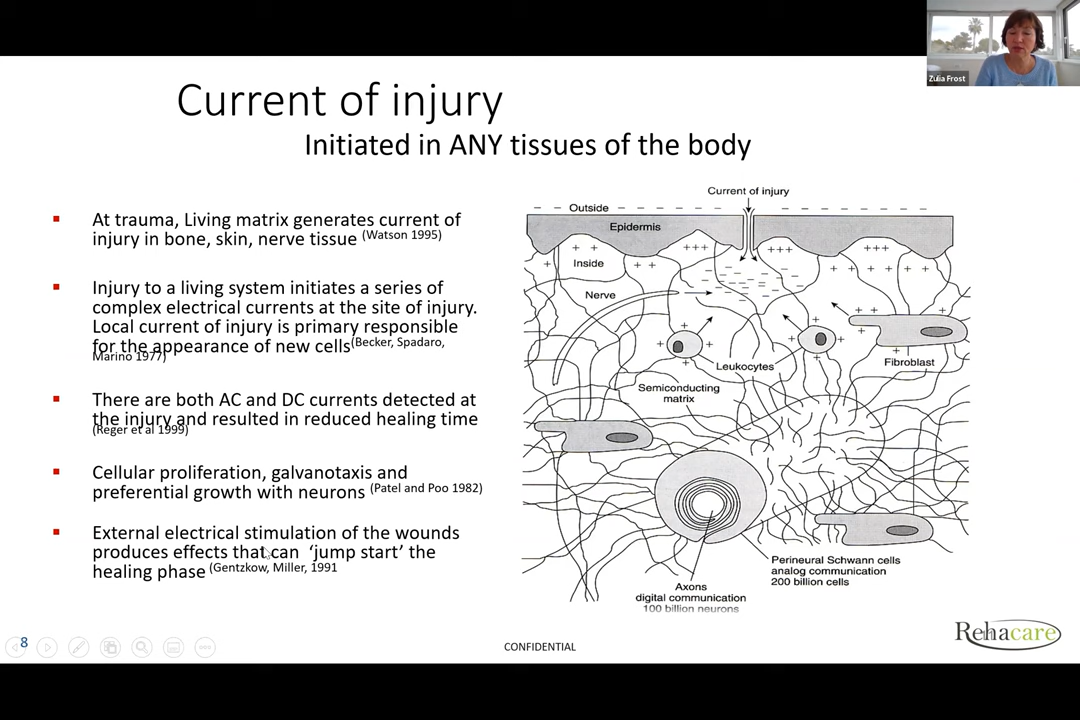 Zulia Frost
Current of injury
Initiated in ANY tissues of the body
At trauma, Living matrix generates current of
injury in bone, skin, nerve tissue (Watson 1995)
Injury to a living system initiates a series of
complex electrical currents at the site of injury.
Local current of injury is primary responsible
for the appearance of new cells(Becker, Spadaro,
Marino 1977)
There are both AC and DC currents detected at
the injury and resulted in reduced healing time
(Reger et al 1999)
Cellular proliferation, galvanotaxis and
preferential growth with neurons (Patel and Poo 1982)
External electrical stimulation of the wounds
produces effects that can ‘jump start’ the
healing phase (Gentzkow, Miller, 1991
Current of injury
Outside
Epidermis
Inside
Nerve
Leukocytes
Fibroblast
Semiconducting
matrix
Perineural Schwann cells
analog communication
200 billion cells
Axons
digital communication
100 billion neurons
8
CONFIDENTIAL
Rehacare